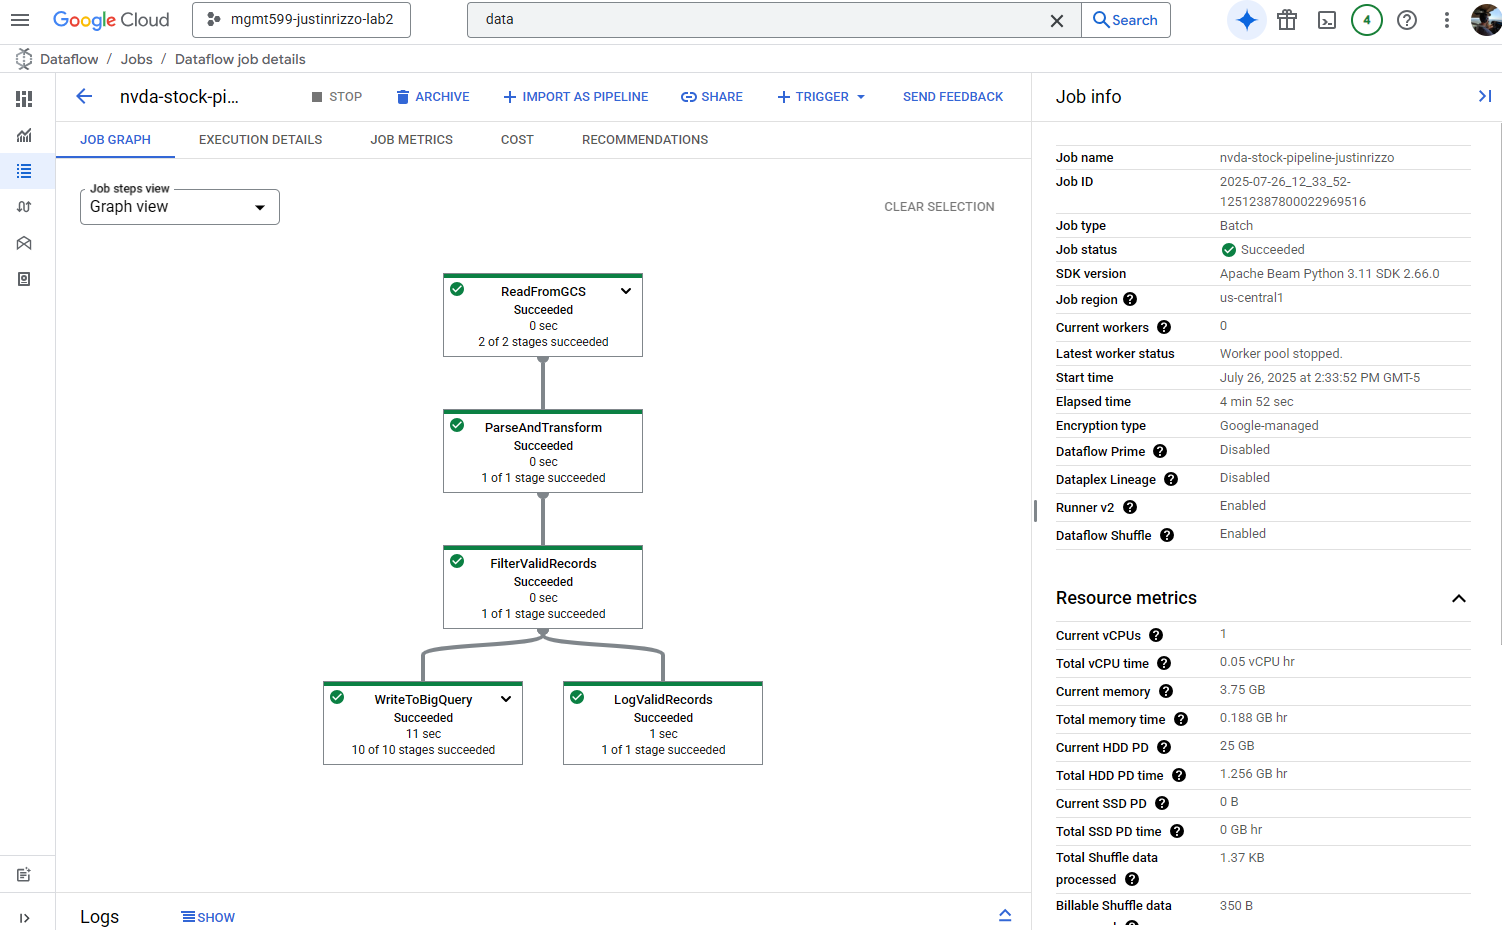 Google Cloud
mgmt599-justinrizzo-lab2
data
Search
4
Dataflow / Jobs / Dataflow job details
nvda-stock-pi...
STOP
ARCHIVE
IMPORT AS PIPELINE
SHARE
TRIGGER
SEND FEEDBACK
JOB GRAPH
EXECUTION DETAILS
JOB METRICS
COST
RECOMMENDATIONS
Job steps view
Graph view
CLEAR SELECTION
ReadFromGCS
Succeeded
0 sec
2 of 2 stages succeeded
ParseAndTransform
Succeeded
0 sec
1 of 1 stage succeeded
FilterValidRecords
Succeeded
0 sec
1 of 1 stage succeeded
WriteToBigQuery
Succeeded
11 sec
10 of 10 stages succeeded
LogValidRecords
Succeeded
1 sec
1 of 1 stage succeeded
Logs
SHOW
Job info
Job name nvda-stock-pipeline-justinrizzo
Job ID 2025-07-26_12_33_52-
12512387800022969516
Job type Batch
Job status Succeeded
SDK version Apache Beam Python 3.11 SDK 2.66.0
Job region us-central1
Current workers 0
Latest worker status Worker pool stopped.
Start time July 26, 2025 at 2:33:52 PM GMT-5
Elapsed time 4 min 52 sec
Encryption type Google-managed
Dataflow Prime Disabled
Dataplex Lineage Disabled
Runner v2 Enabled
Dataflow Shuffle Enabled
Resource metrics
Current vCPUs 1
Total vCPU time 0.05 vCPU hr
Current memory 3.75 GB
Total memory time 0.188 GB hr
Current HDD PD 25 GB
Total HDD PD time 1.256 GB hr
Current SSD PD 0 B
Total SSD PD time 0 GB hr
Total Shuffle data 1.37 KB
processed
Billable Shuffle data 350 B